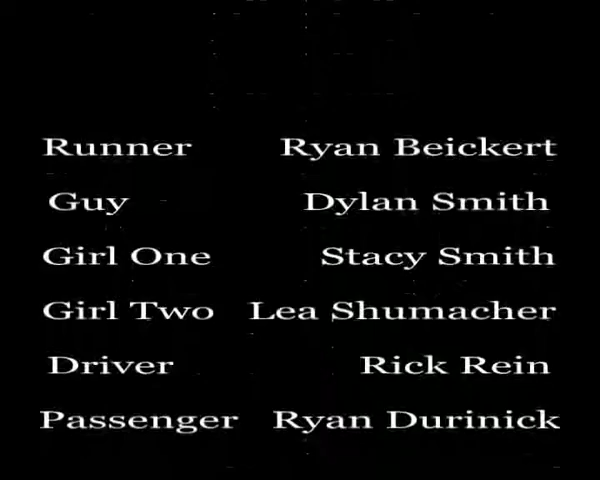 Runner Ryan Beickert
Guy Dylan Smith
Girl One Stacy Smith
Girl Two Lea Shumacher
Driver Rick Rein
Passenger Ryan Durinick